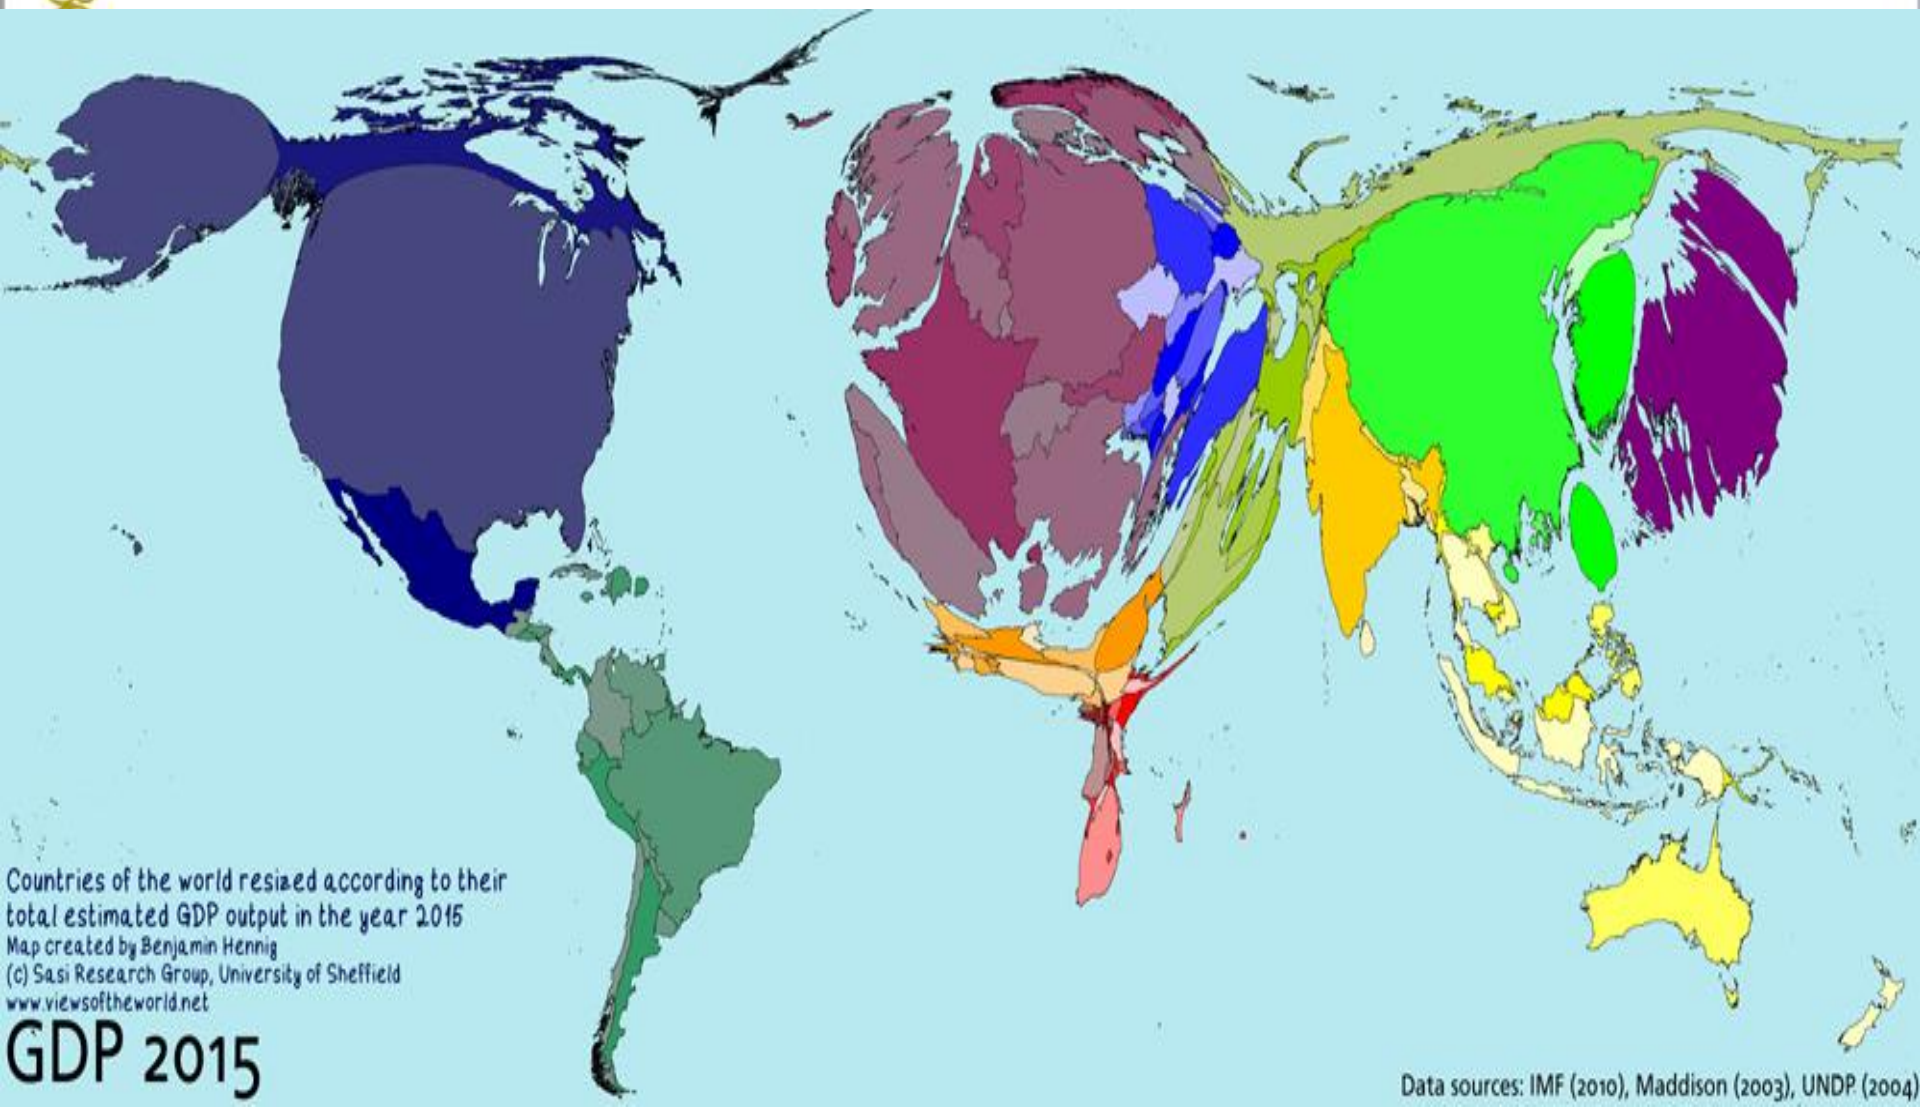 Countries of the world resized according to their
total estimated GDP output in the year 2015
Map created by Benjamin Hennig
(c) Sasi Research Group, University of Sheffield
www.viewsoftheworld.net
GDP 2015
Data sources: IMF (2010), Maddison (2003), UNDP (2004)